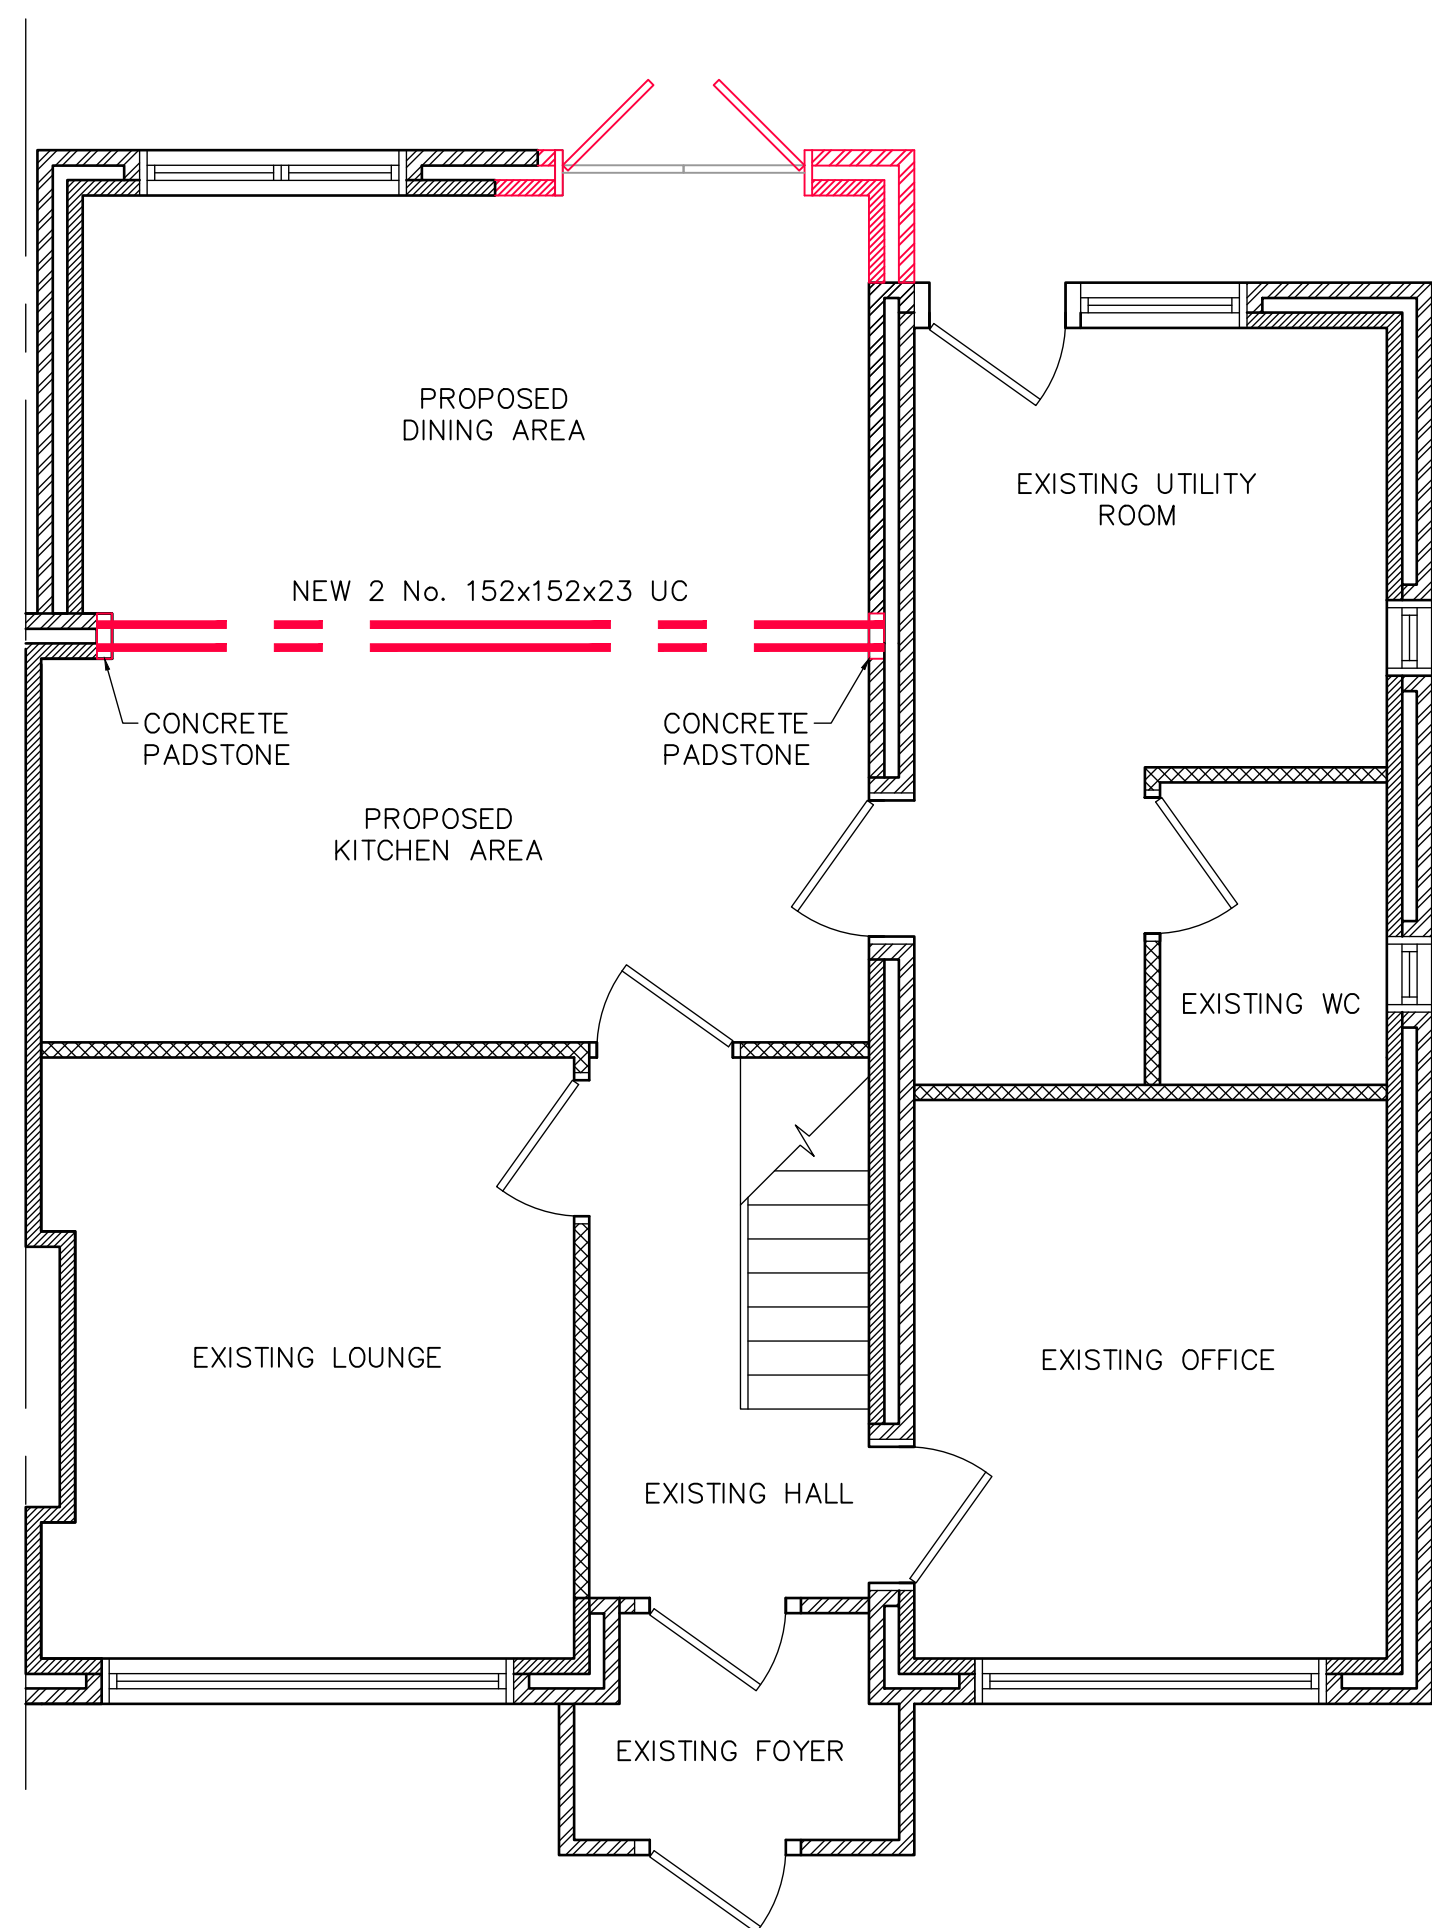 PROPOSED
DINING AREA
EXISTING UTILITY
ROOM
NEW 2 No. 152x152x23 UC
CONCRETE
PADSTONE
CONCRETE
PADSTONE
PROPOSED
KITCHEN AREA
EXISTING WC
EXISTING LOUNGE
EXISTING OFFICE
EXISTING HALL
EXISTING FOYER